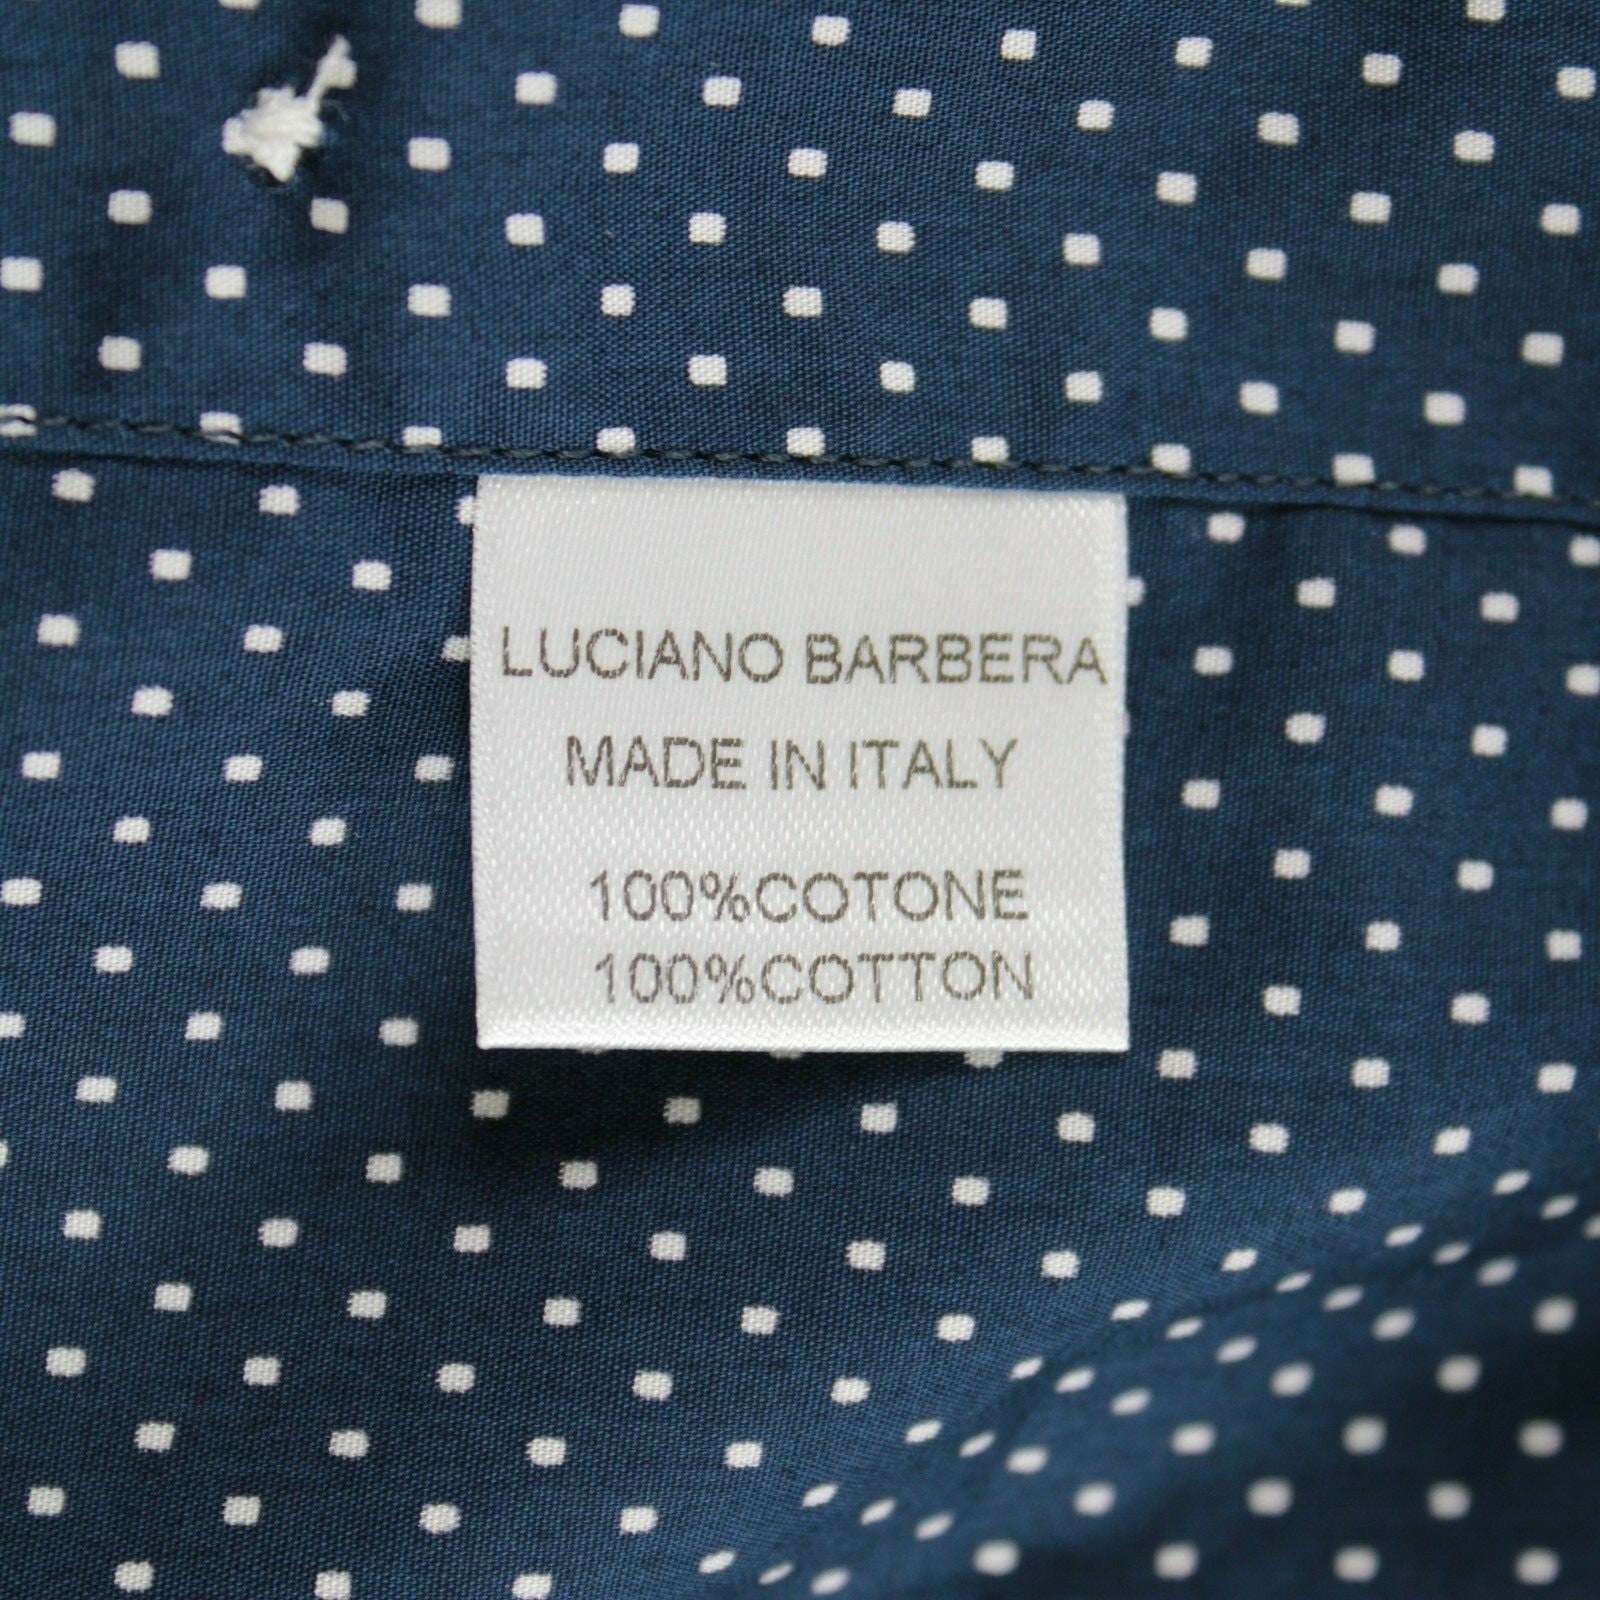 LUCIANO BARBERA
MADE IN ITALY
100%COTONE
100%COTTON